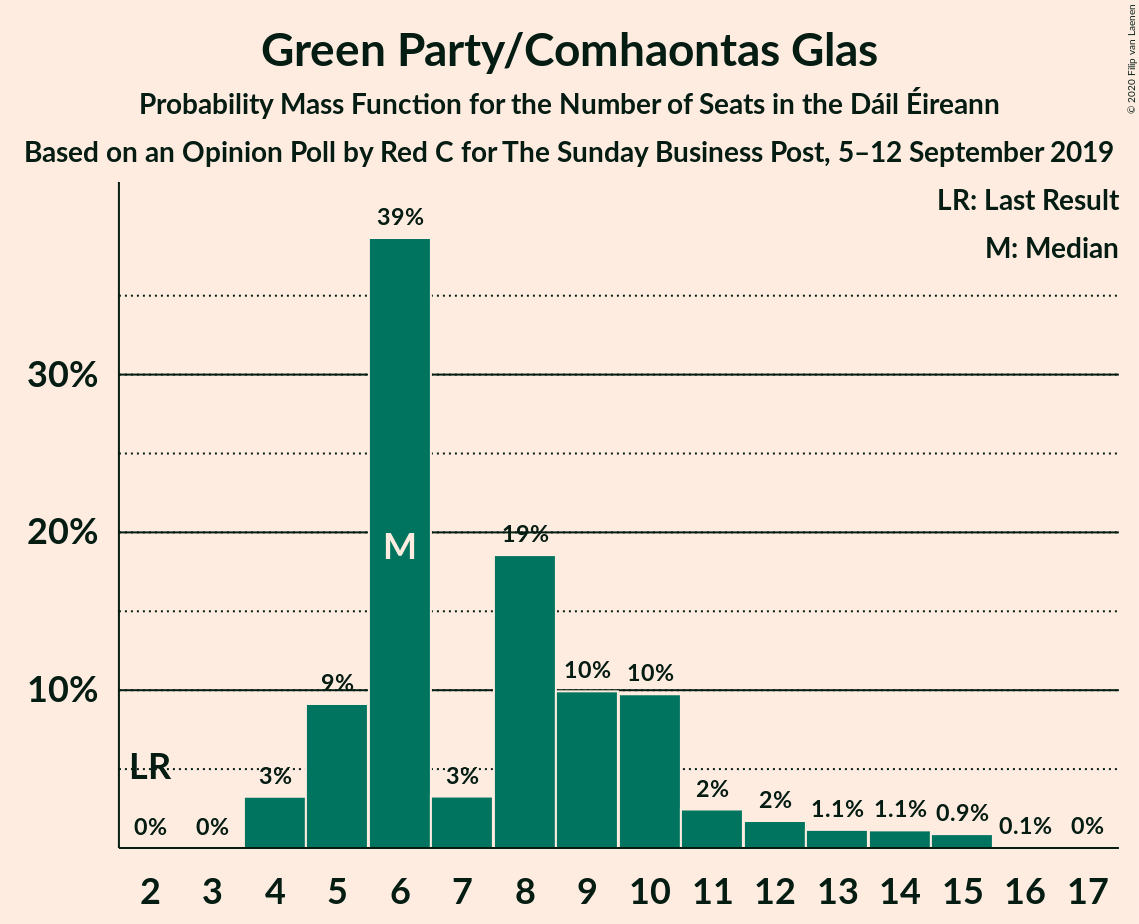 Green Party/Comhaontas Glas
Probability Mass Function for the Number of Seats in the Dáil Éireann
Based on an Opinion Poll by Red C for The Sunday Business Post, 5–12 September 2019
© 2020 Filip van Laenen
LR: Last Result
M: Median
39%
30%
20%
19%
M
10%
10%
10%
9%
LR
3%
3%
2%
2%
1.1%
1.1%
0.9%
0%
0%
0.1%
0%
2 3 4 5 6 7 8 9 10 11 12 13 14 15 16 17